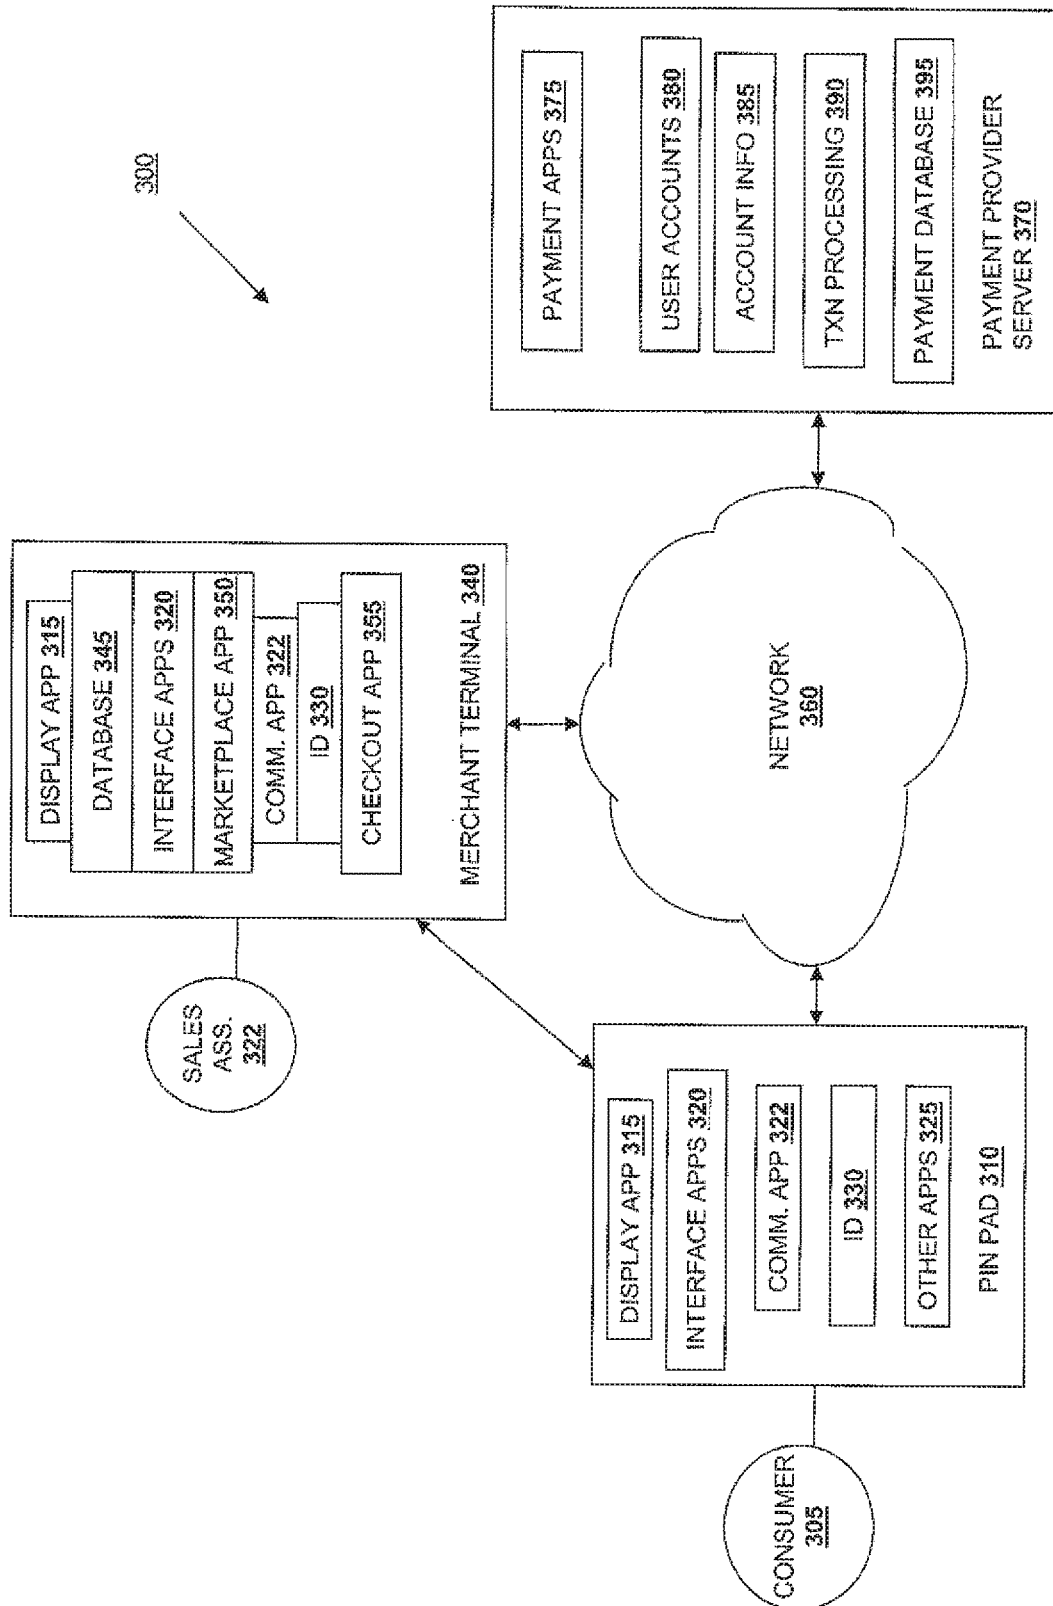 300
SALES
ASS.
322
DISPLAY APP 315
DATABASE 345
INTERFACE APPS 320
MARKETPLACE APP 350
COMM. APP 322
ID 330
CHECKOUT APP 355
MERCHANT TERMINAL 340
CONSUMER
305
DISPLAY APP 315
INTERFACE APPS 320
COMM. APP 322
ID 330
OTHER APPS 325
PIN PAD 310
NETWORK
360
PAYMENT APPS 375
USER ACCOUNTS 380
ACCOUNT INFO 385
TXN PROCESSING 390
PAYMENT DATABASE 395
PAYMENT PROVIDER
SERVER 370